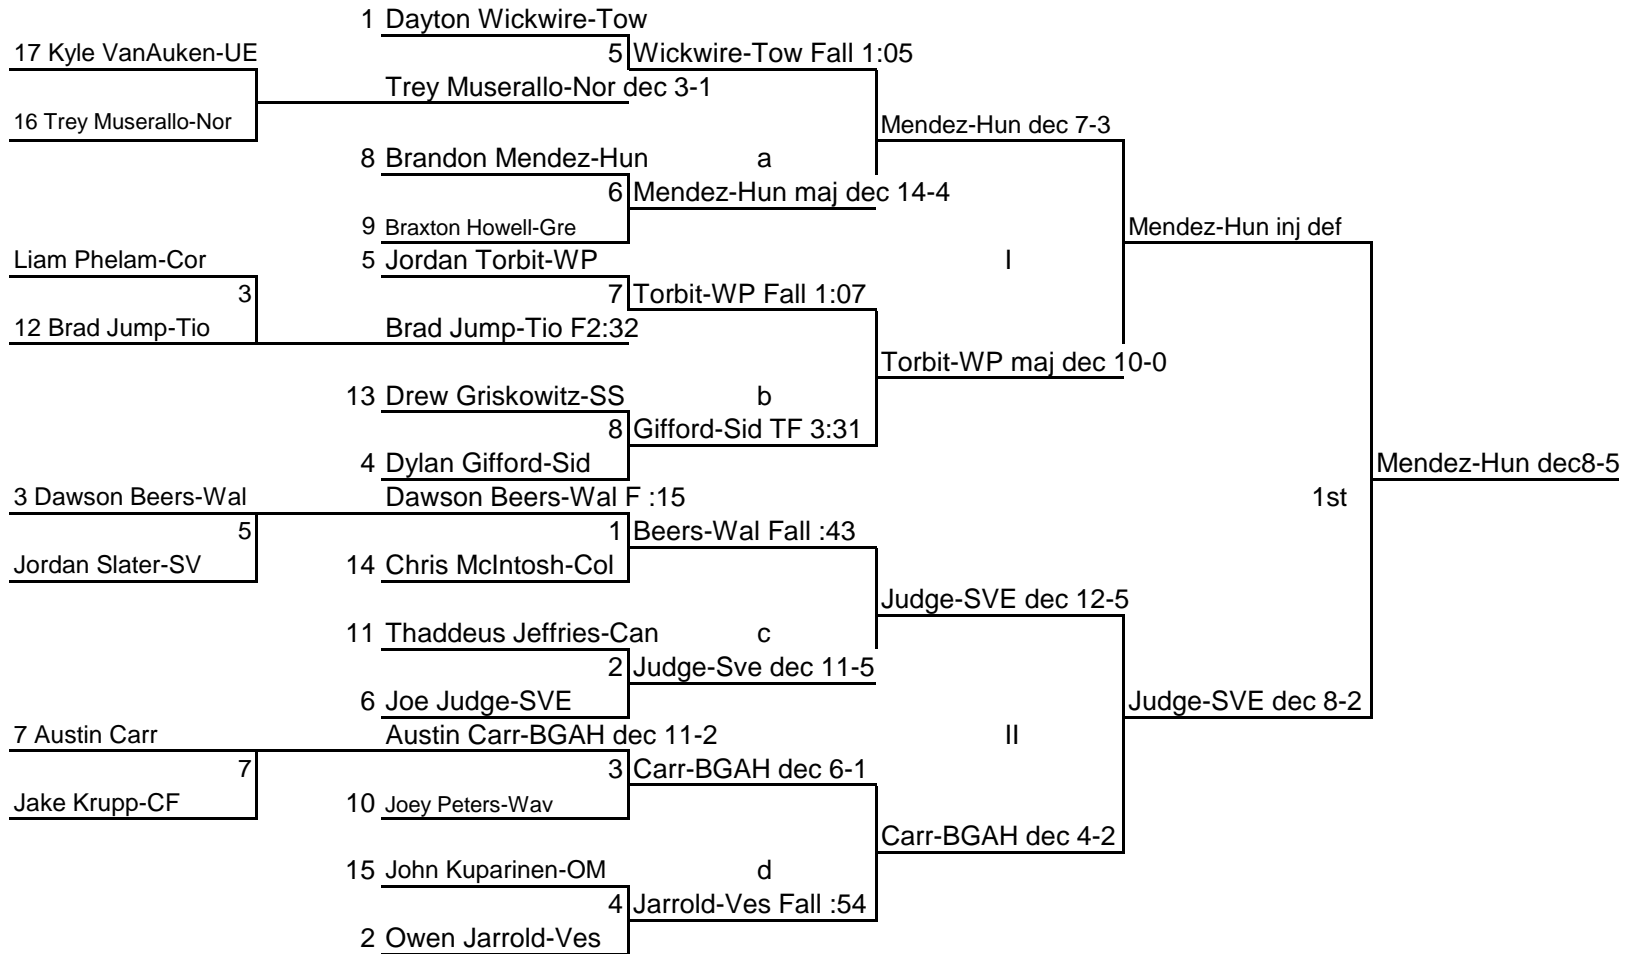 1 Dayton Wickwire-Tow
17 Kyle VanAuken-UE
5 Wickwire-Tow Fall 1:05
Trey Muserallo-Nor dec 3-1
16 Trey Muserallo-Nor
Mendez-Hun dec 7-3
8 Brandon Mendez-Hun a
6 Mendez-Hun maj dec 14-4
9 Braxton Howell-Gre
Mendez-Hun inj def
Liam Phelam-Cor
5 Jordan Torbit-WP
I
3
7 Torbit-WP Fall 1:07
12 Brad Jump-Tio
Brad Jump-Tio F2:32
Torbit-WP maj dec 10-0
13 Drew Griskowitz-SS b
8 Gifford-Sid TF 3:31
4 Dylan Gifford-Sid
Mendez-Hun dec8-5
3 Dawson Beers-Wal
Dawson Beers-Wal F :15
1st
5
1 Beers-Wal Fall :43
Jordan Slater-SV
14 Chris McIntosh-Col
Judge-SVE dec 12-5
11 Thaddeus Jeffries-Can c
2 Judge-Sve dec 11-5
6 Joe Judge-SVE
Judge-SVE dec 8-2
7 Austin Carr
Austin Carr-BGAH dec 11-2
II
7
3 Carr-BGAH dec 6-1
Jake Krupp-CF
10 Joey Peters-Wav
Carr-BGAH dec 4-2
15 John Kuparinen-OM d
4 Jarrold-Ves Fall :54
2 Owen Jarrold-Ves